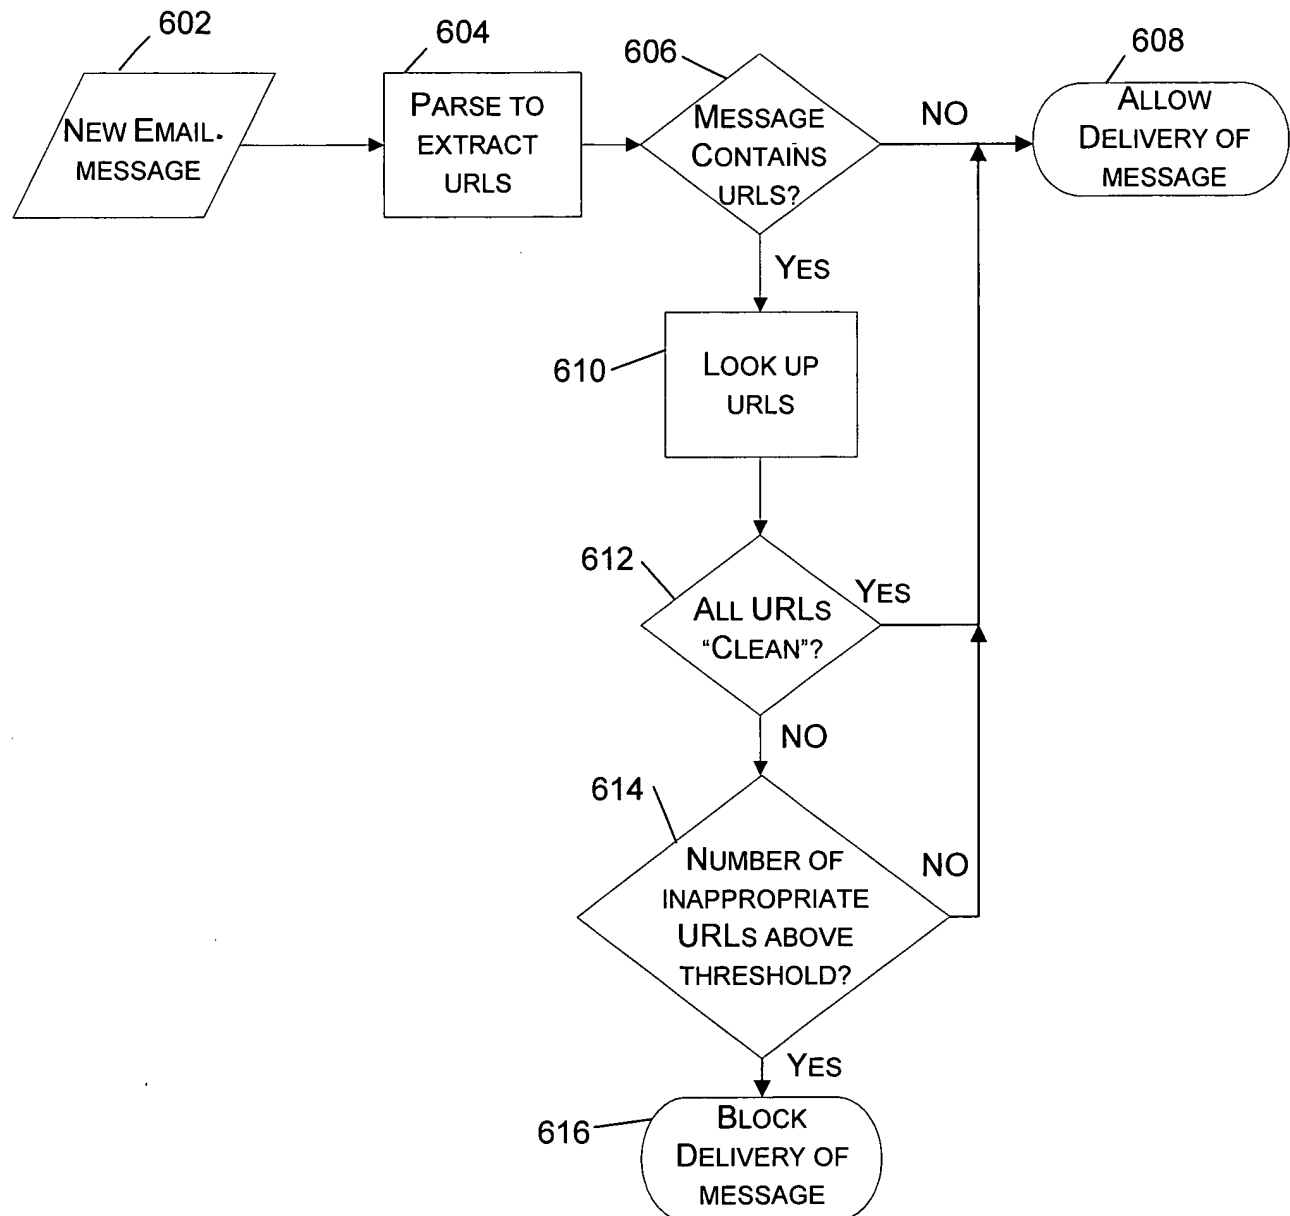 602
NEW EMAIL
MESSAGE
604
PARSE TO
EXTRACT
URLS
606
MESSAGE
CONTAINS
URLS?
NO
608
ALLOW
DELIVERY OF
MESSAGE
YES
610
LOOK UP
URLS
612
ALL URLS
“CLEAN”?
YES
NO
614
NUMBER OF
INAPPROPRIATE
URLS ABOVE
THRESHOLD?
NO
YES
616
BLOCK
DELIVERY OF
MESSAGE